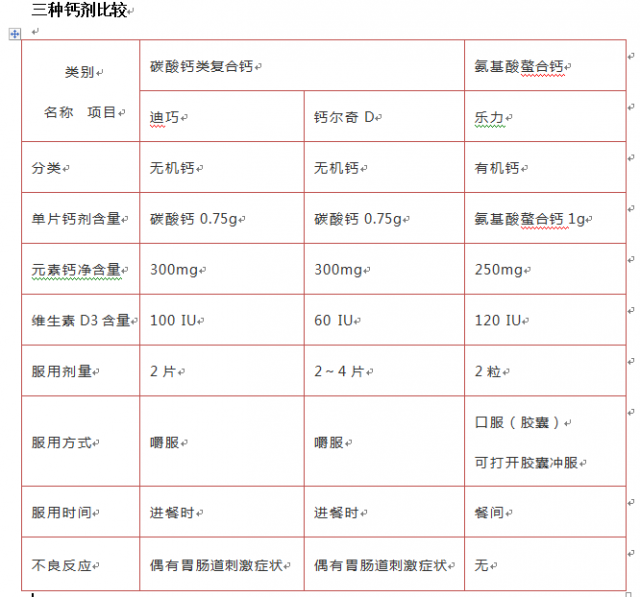 三种钙剂比较
类别
名称 项目
碳酸钙类复合钙
氨基酸螯合钙
迪巧
钙尔奇 D
乐力
分类
无机钙
无机钙
有机钙
单片钙剂含量
碳酸钙 0.75g
碳酸钙 0.75g
氨基酸螯合钙 1g
元素钙净含量
300mg
300mg
250mg
维生素 D3 含量
100 IU
60 IU
120 IU
服用剂量
2 片
2～4 片
2 粒
服用方式
嚼服
嚼服
口服（胶囊）
可打开胶囊冲服
服用时间
进餐时
进餐时
餐间
不良反应
偶有胃肠道刺激症状
偶有胃肠道刺激症状
无